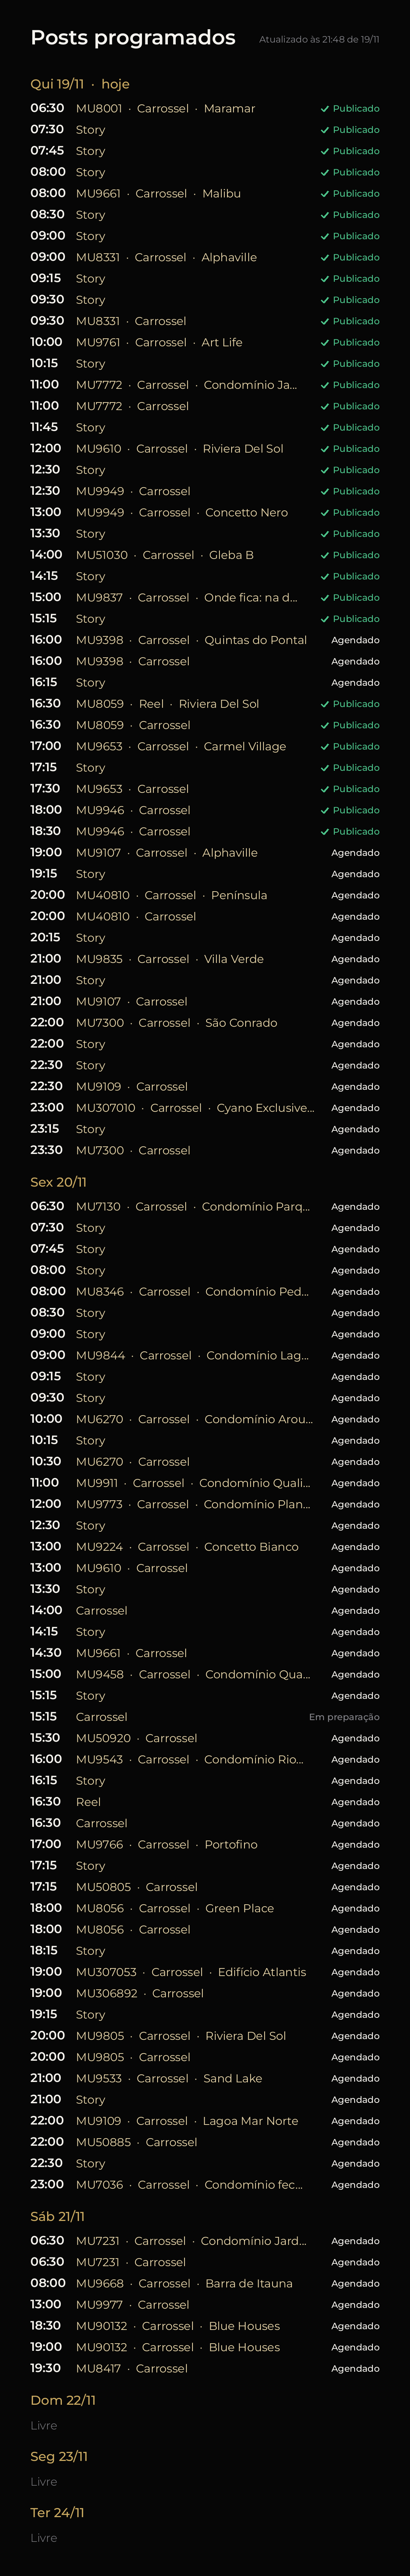 Posts programados Atualizado às 21:48 de 19/11
Qui 19/11 · hoje
06:30 MU8001 · Carrossel · Maramar ✓ Publicado
07:30 Story ✓ Publicado
07:45 Story ✓ Publicado
08:00 Story ✓ Publicado
08:00 MU9661 · Carrossel · Malibu ✓ Publicado
08:30 Story ✓ Publicado
09:00 Story ✓ Publicado
09:00 MU8331 · Carrossel · Alphaville ✓ Publicado
09:15 Story ✓ Publicado
09:30 Story ✓ Publicado
09:30 MU8331 · Carrossel ✓ Publicado
10:00 MU9761 · Carrossel · Art Life ✓ Publicado
10:15 Story ✓ Publicado
11:00 MU7772 · Carrossel · Condomínio Ja... ✓ Publicado
11:00 MU7772 · Carrossel ✓ Publicado
11:45 Story ✓ Publicado
12:00 MU9610 · Carrossel · Riviera Del Sol ✓ Publicado
12:30 Story ✓ Publicado
12:30 MU9949 · Carrossel ✓ Publicado
13:00 MU9949 · Carrossel · Concetto Nero ✓ Publicado
13:30 Story ✓ Publicado
14:00 MU51030 · Carrossel · Gleba B ✓ Publicado
14:15 Story ✓ Publicado
15:00 MU9837 · Carrossel · Onde fica: na d... ✓ Publicado
15:15 Story ✓ Publicado
16:00 MU9398 · Carrossel · Quintas do Pontal Agendado
16:00 MU9398 · Carrossel Agendado
16:15 Story Agendado
16:30 MU8059 · Reel · Riviera Del Sol ✓ Publicado
16:30 MU8059 · Carrossel ✓ Publicado
17:00 MU9653 · Carrossel · Carmel Village ✓ Publicado
17:15 Story ✓ Publicado
17:30 MU9653 · Carrossel ✓ Publicado
18:00 MU9946 · Carrossel ✓ Publicado
18:30 MU9946 · Carrossel ✓ Publicado
19:00 MU9107 · Carrossel · Alphaville Agendado
19:15 Story Agendado
20:00 MU40810 · Carrossel · Península Agendado
20:00 MU40810 · Carrossel Agendado
20:15 Story Agendado
21:00 MU9835 · Carrossel · Villa Verde Agendado
21:00 Story Agendado
21:00 MU9107 · Carrossel Agendado
22:00 MU7300 · Carrossel · São Conrado Agendado
22:00 Story Agendado
22:30 Story Agendado
22:30 MU9109 · Carrossel Agendado
23:00 MU307010 · Carrossel · Cyano Exclusive... Agendado
23:15 Story Agendado
23:30 MU7300 · Carrossel Agendado
Sex 20/11
06:30 MU7130 · Carrossel · Condomínio Parq... Agendado
07:30 Story Agendado
07:45 Story Agendado
08:00 Story Agendado
08:00 MU8346 · Carrossel · Condomínio Ped... Agendado
08:30 Story Agendado
09:00 Story Agendado
09:00 MU9844 · Carrossel · Condomínio Lag... Agendado
09:15 Story Agendado
09:30 Story Agendado
10:00 MU6270 · Carrossel · Condomínio Arou... Agendado
10:15 Story Agendado
10:30 MU6270 · Carrossel Agendado
11:00 MU9911 · Carrossel · Condomínio Quali... Agendado
12:00 MU9773 · Carrossel · Condomínio Plan... Agendado
12:30 Story Agendado
13:00 MU9224 · Carrossel · Concetto Bianco Agendado
13:00 MU9610 · Carrossel Agendado
13:30 Story Agendado
14:00 Carrossel Agendado
14:15 Story Agendado
14:30 MU9661 · Carrossel Agendado
15:00 MU9458 · Carrossel · Condomínio Qua... Agendado
15:15 Story Agendado
15:15 Carrossel Em preparação
15:30 MU50920 · Carrossel Agendado
16:00 MU9543 · Carrossel · Condomínio Rio... Agendado
16:15 Story Agendado
16:30 Reel Agendado
16:30 Carrossel Agendado
17:00 MU9766 · Carrossel · Portofino Agendado
17:15 Story Agendado
17:15 MU50805 · Carrossel Agendado
18:00 MU8056 · Carrossel · Green Place Agendado
18:00 MU8056 · Carrossel Agendado
18:15 Story Agendado
19:00 MU307053 · Carrossel · Edifício Atlantis Agendado
19:00 MU306892 · Carrossel Agendado
19:15 Story Agendado
20:00 MU9805 · Carrossel · Riviera Del Sol Agendado
20:00 MU9805 · Carrossel Agendado
21:00 MU9533 · Carrossel · Sand Lake Agendado
21:00 Story Agendado
22:00 MU9109 · Carrossel · Lagoa Mar Norte Agendado
22:00 MU50885 · Carrossel Agendado
22:30 Story Agendado
23:00 MU7036 · Carrossel · Condomínio fec... Agendado
Sáb 21/11
06:30 MU7231 · Carrossel · Condomínio Jard... Agendado
06:30 MU7231 · Carrossel Agendado
08:00 MU9668 · Carrossel · Barra de Itauna Agendado
13:00 MU9977 · Carrossel Agendado
18:30 MU90132 · Carrossel · Blue Houses Agendado
19:00 MU90132 · Carrossel · Blue Houses Agendado
19:30 MU8417 · Carrossel Agendado
Dom 22/11
Livre
Seg 23/11
Livre
Ter 24/11
Livre